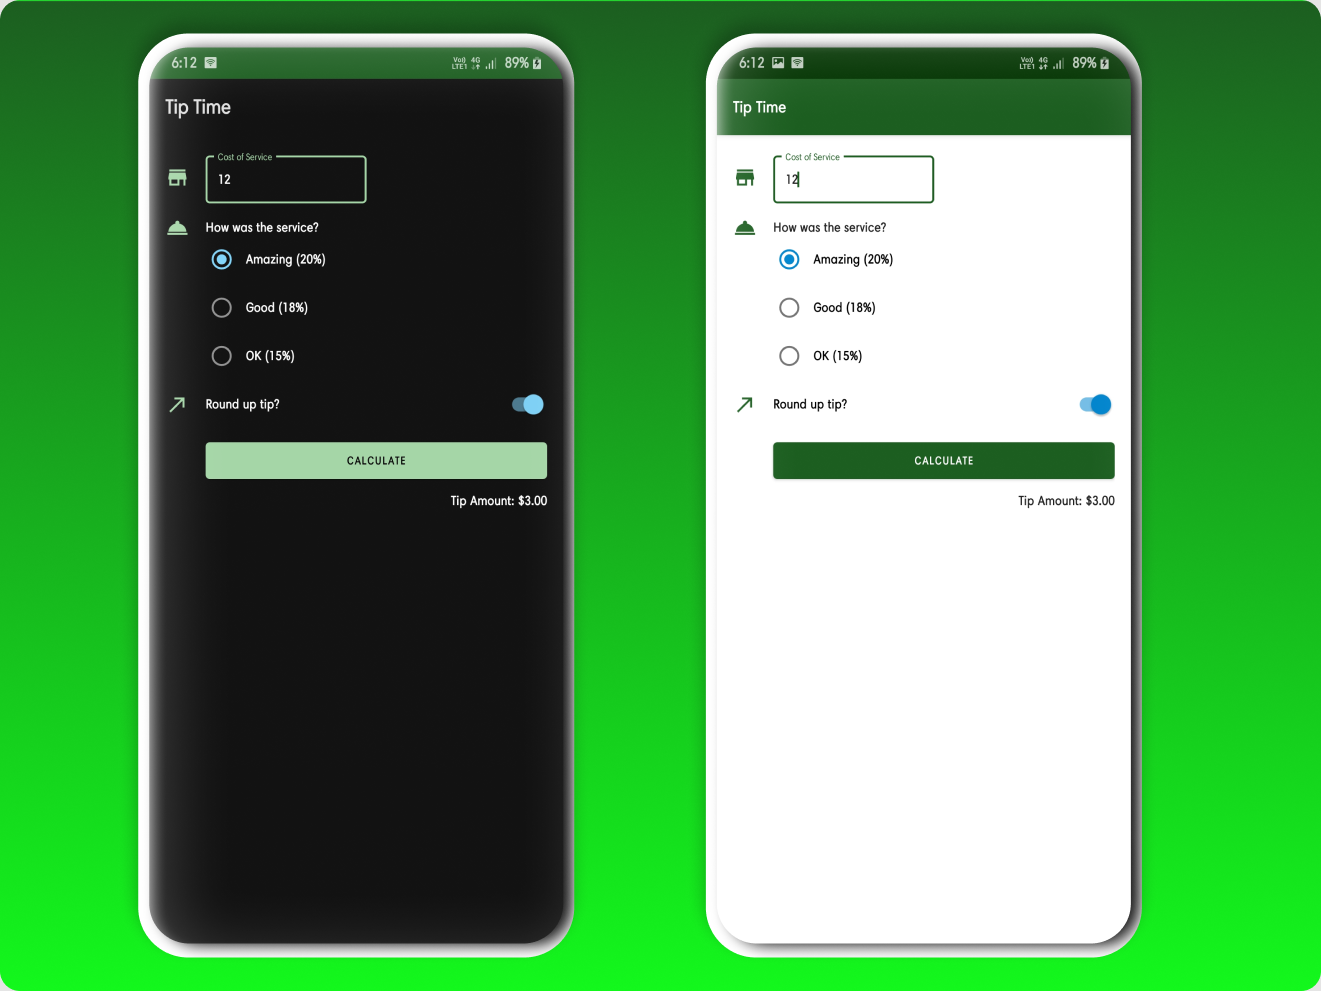 6:12 Vo)) LTE1 4G 89%
Tip Time
Cost of Service
12
How was the service?
Amazing (20%)
Good (18%)
OK (15%)
Round up tip?
CALCULATE
Tip Amount: $3.00
6:12 Vo)) LTE1 4G 89%
Tip Time
Cost of Service
12
How was the service?
Amazing (20%)
Good (18%)
OK (15%)
Round up tip?
CALCULATE
Tip Amount: $3.00